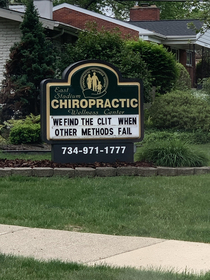 East
Stadium
CHIROPRACTIC
Wellness Center
"WE FIND THE CLIT WHEN
OTHER METHODS FAIL
734-971-1777